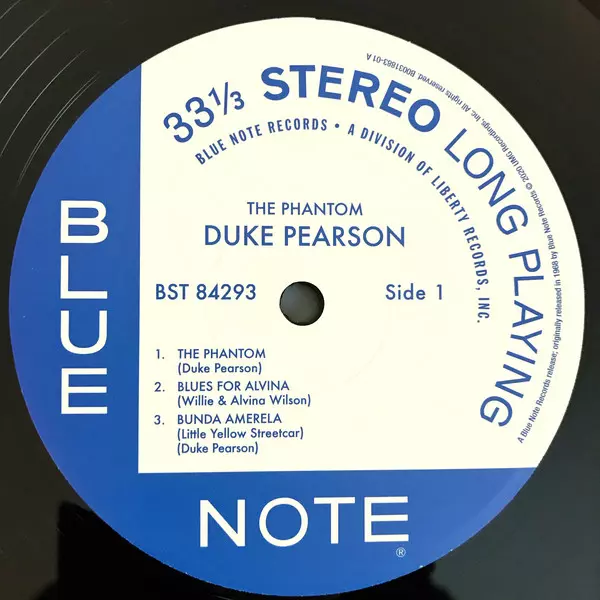 33⅓ STEREO LONG PLAYING
BLUE NOTE RECORDS • A DIVISION OF LIBERTY RECORDS, INC.
A Blue Note Records release; originally released in 1968 by Blue Note Records © 2020 UMG Recordings, Inc. All rights reserved. B0031883-01 A
THE PHANTOM
DUKE PEARSON
BST 84293
Side 1
1. THE PHANTOM
(Duke Pearson)
2. BLUES FOR ALVINA
(Willie & Alvina Wilson)
3. BUNDA AMERELA
(Little Yellow Streetcar)
(Duke Pearson)
BLUE
NOTE®